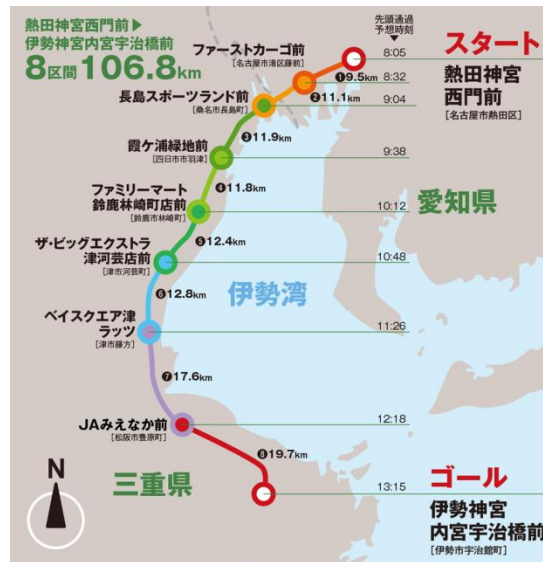 熱田神宮西門前▶
伊勢神宮内宮宇治橋前
8区間106.8km
先頭通過
予想時刻
▼
スタート
熱田神宮
西門前
[名古屋市熱田区]
8:05
ファーストカーゴ前
[名古屋市港区藤前]
❶9.5km
8:32
❷11.1km
長島スポーツランド前
[桑名市長島町]
9:04
❸11.9km
霞ケ浦緑地前
[四日市市羽津]
9:38
❹11.8km
ファミリーマート
鈴鹿林崎町店前
[鈴鹿市林崎町]
10:12
愛知県
❺12.4km
ザ・ビッグエクストラ
津河芸店前
[津市河芸町]
10:48
❻12.8km
伊勢湾
ベイスクエア津
ラッツ
[津市藤方]
11:26
❼17.6km
JAみえなか前
[松阪市豊原町]
12:18
❽19.7km
N
三重県
13:15
ゴール
伊勢神宮
内宮宇治橋前
[伊勢市宇治館町]